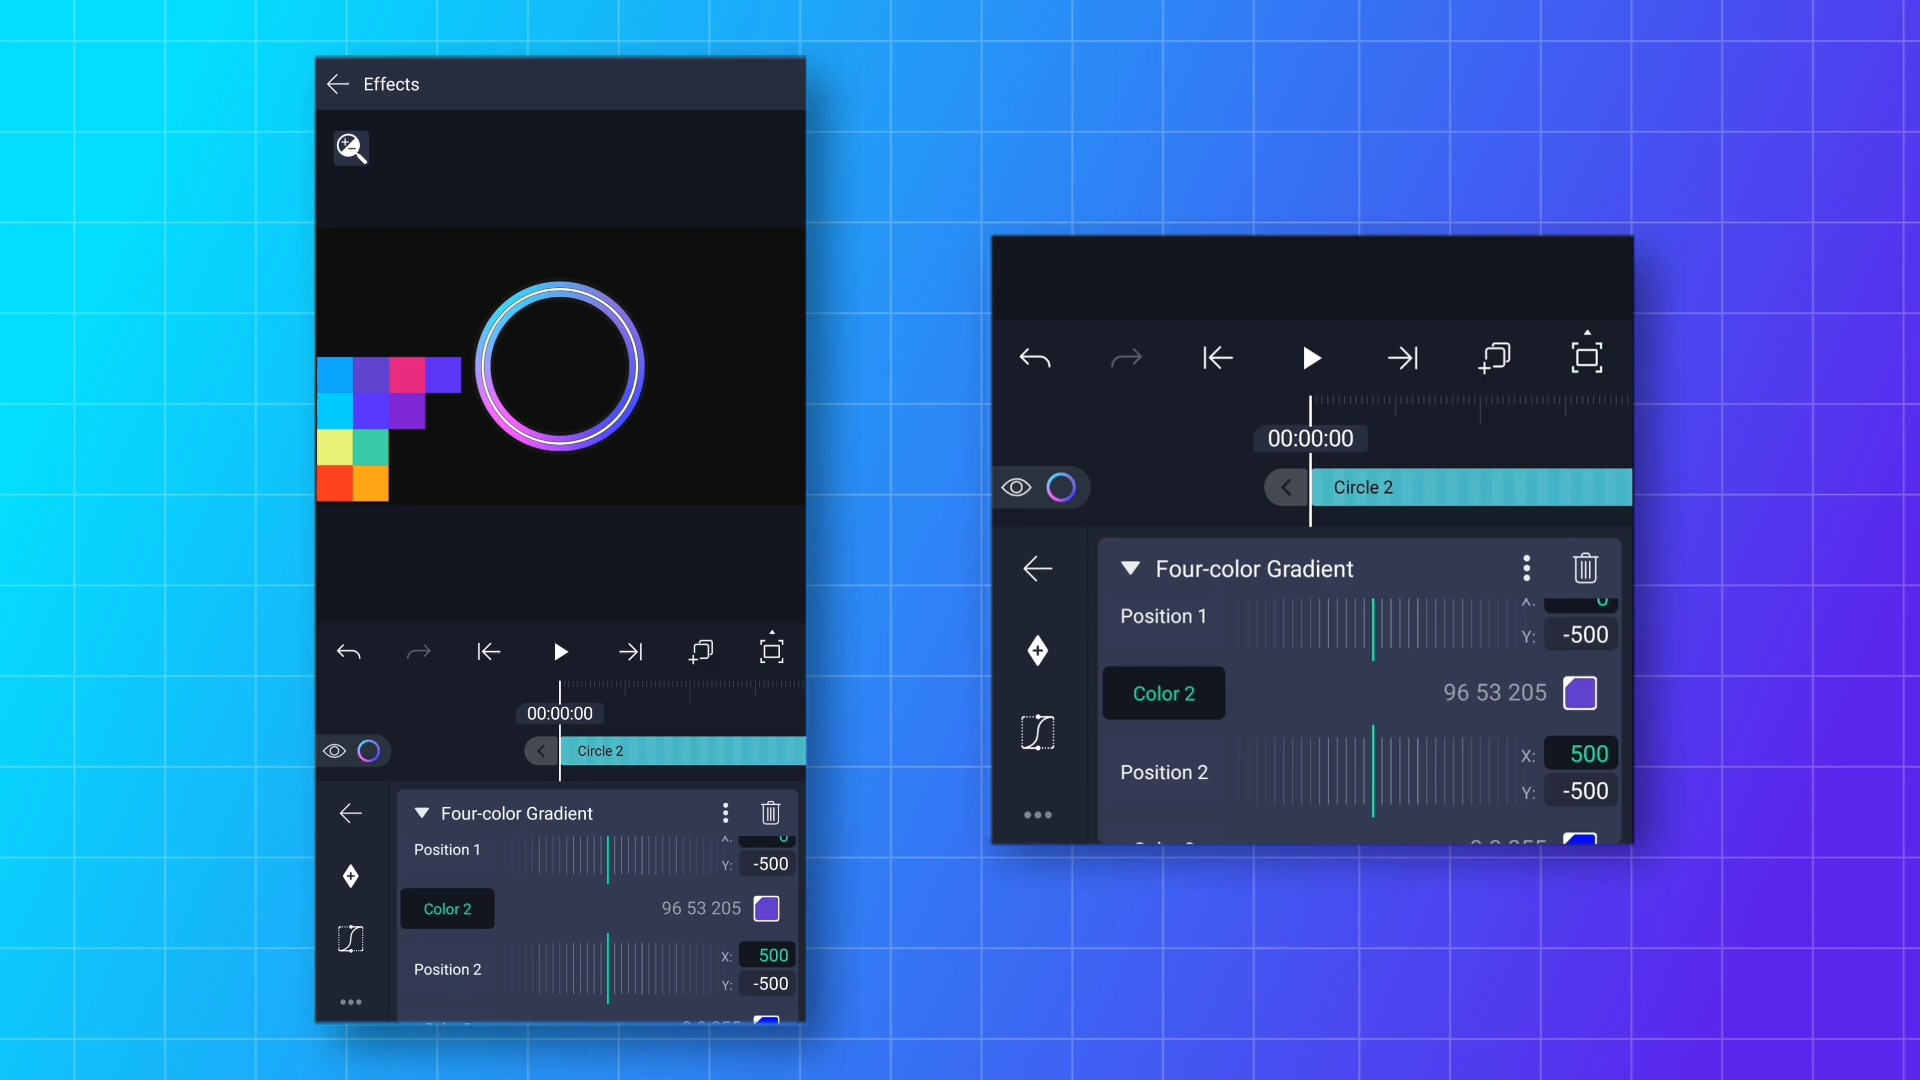 Effects
00:00:00
Circle 2
Four-color Gradient
Position 1
Y: -500
Color 2 96 53 205
Position 2
X: 500
Y: -500
00:00:00
Circle 2
Four-color Gradient
Position 1
Y: -500
Color 2 96 53 205
Position 2
X: 500
Y: -500